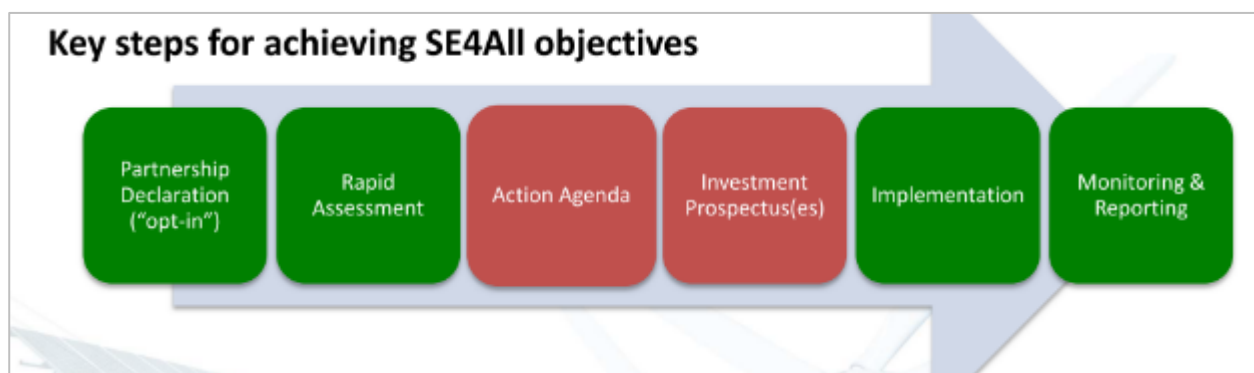 Key steps for achieving SE4All objectives
Partnership
Declaration
(“opt-in”)
Rapid
Assessment
Action Agenda
Investment
Prospectus(es)
Implementation
Monitoring &
Reporting